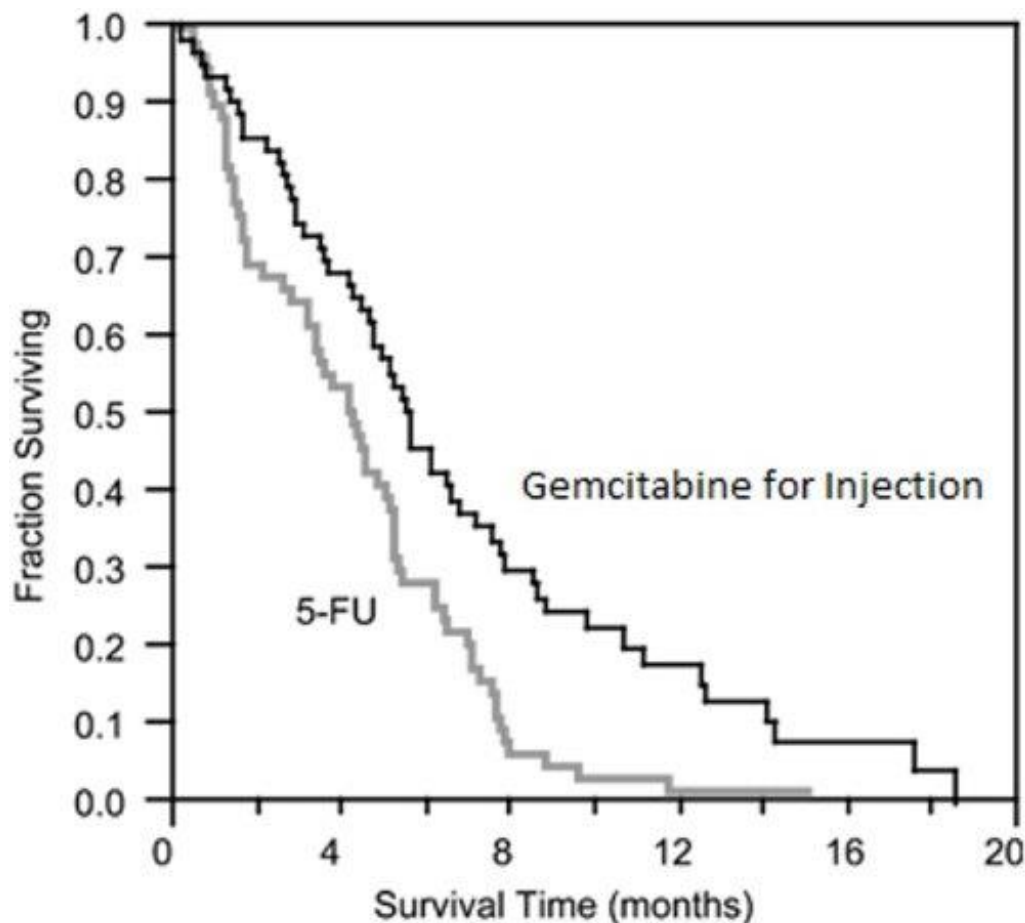 1.0
0.9
0.8
0.7
0.6
0.5
0.4
0.3
0.2
0.1
0.0
Fraction Surviving
Gemcitabine for Injection
5-FU
0 4 8 12 16 20
Survival Time (months)